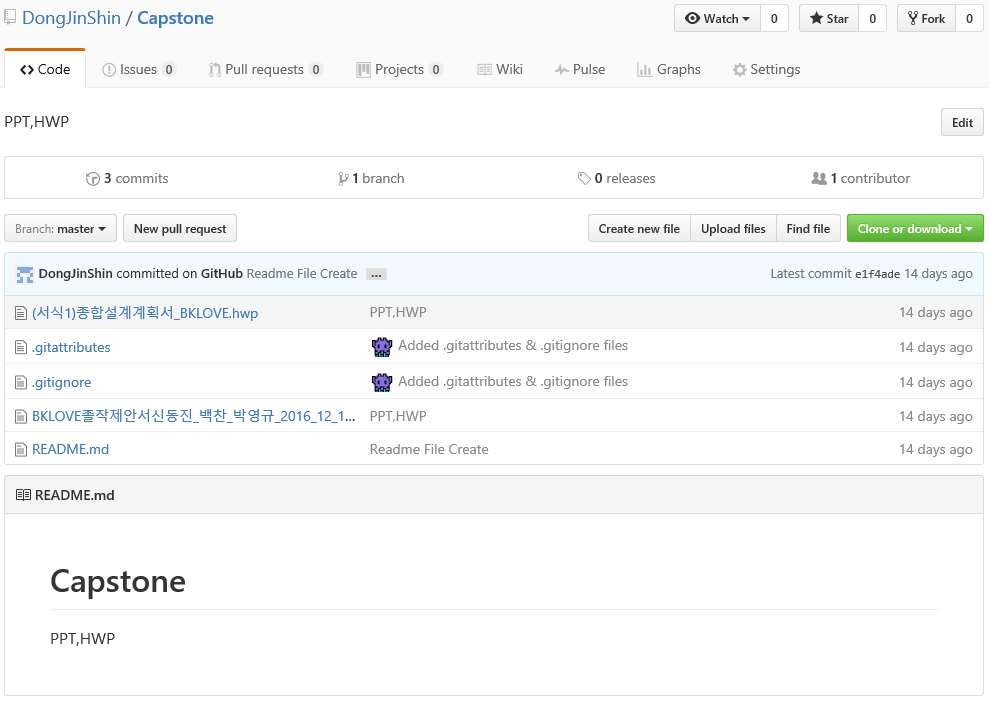 DongJinShin / Capstone
Watch 0 Star 0 Fork 0
Code Issues 0 Pull requests 0 Projects 0 Wiki Pulse Graphs Settings
PPT,HWP Edit
3 commits 1 branch 0 releases 1 contributor
Branch: master New pull request Create new file Upload files Find file Clone or download
DongJinShin committed on GitHub Readme File Create ... Latest commit e1f4ade 14 days ago
(서식1)종합설계계획서_BKLOVE.hwp PPT,HWP 14 days ago
.gitattributes Added .gitattributes & .gitignore files 14 days ago
.gitignore Added .gitattributes & .gitignore files 14 days ago
BKLOVE졸작제안서신동진_백찬_박영규_2016_12_1... PPT,HWP 14 days ago
README.md Readme File Create 14 days ago
README.md
Capstone
PPT,HWP